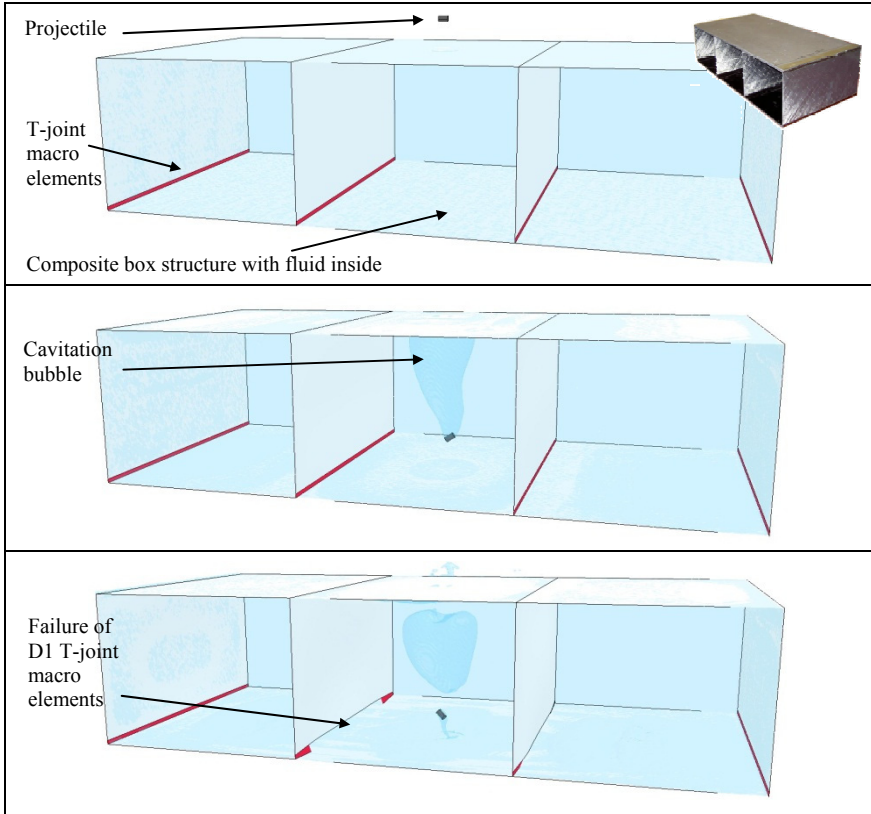 Projectile
T-joint
macro
elements
Composite box structure with fluid inside
Cavitation
bubble
Failure of
D1 T-joint
macro
elements